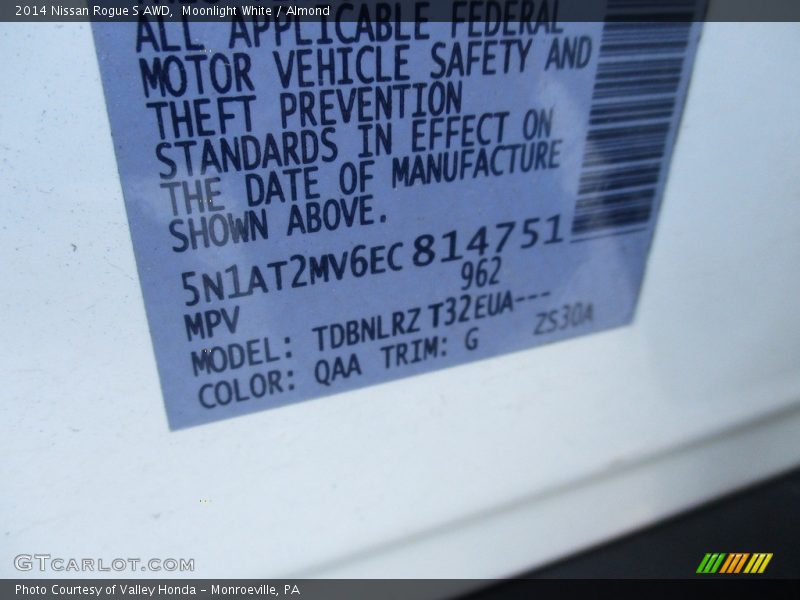 2014 Nissan Rogue S AWD,  Moonlight White / Almond
ALL APPLICABLE FEDERAL
MOTOR VEHICLE SAFETY AND
THEFT PREVENTION
STANDARDS IN EFFECT ON
THE DATE OF MANUFACTURE
SHOWN ABOVE.
5N1AT2MV6EC814751
MPV 962
MODEL: TDBNLRZ T32EUA---
COLOR: QAA TRIM: G ZS30A
GTCARLOT.COM
Photo Courtesy of Valley Honda - Monroeville, PA